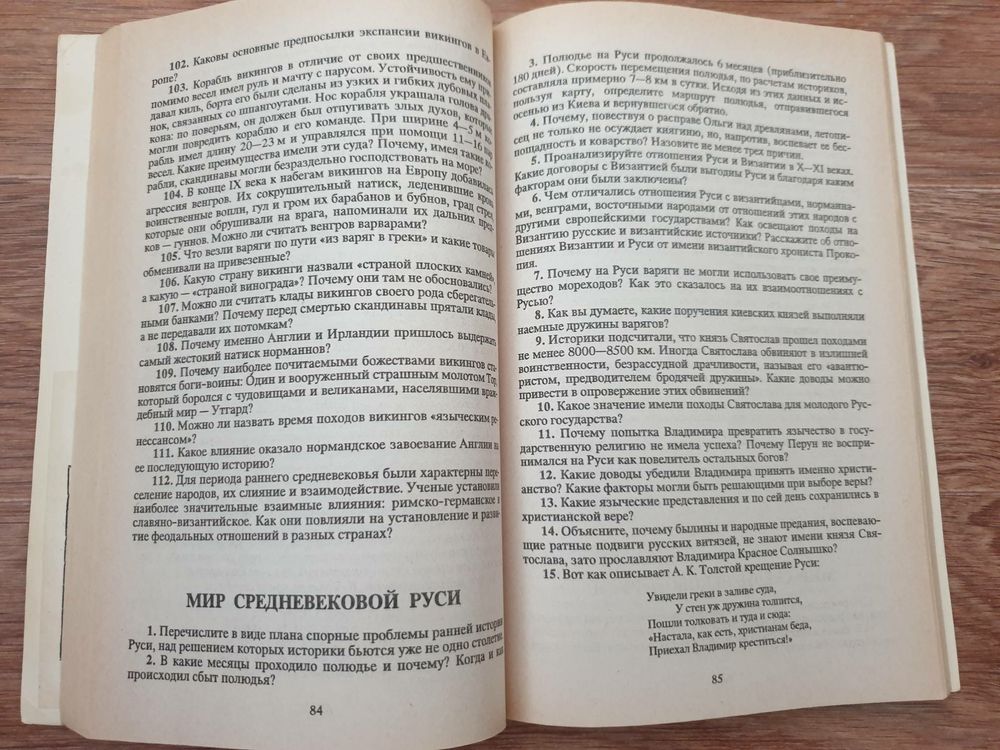 102. Каковы основные предпосылки экспансии викингов в Ев-
ропе?
103. Корабль викингов в отличие от своих предшественников
помимо весел имел руль и мачту с парусом. Устойчивость ему при-
давал киль, борта его были сделаны из узких и гибких дубовых пла-
нок, связанных со шпангоутами. Нос корабля украшала голова дра-
кона: по поверьям, он должен был отпугивать злых духов, которые
могли повредить кораблю и его команде. При ширине 4—5 м ко-
рабль имел длину 20—23 м и управлялся при помощи 11—16 пар
весел. Какие преимущества имели эти суда? Почему, имея такие ко-
рабли, скандинавы могли безраздельно господствовать на море?
104. В конце IX века к набегам викингов на Европу добавилась
агрессия венгров. Их сокрушительный натиск, леденившие кровь
воинственные вопли, гул и гром их барабанов и бубнов, град стрел,
которые они обрушивали на врага, напоминали их дальних пред-
ков — гуннов. Можно ли считать венгров варварами?
105. Что везли варяги по пути «из варяг в греки» и какие товары
обменивали на привезенные?
106. Какую страну викинги назвали «страной плоских камней»,
а какую — «страной винограда»? Почему они там не обосновались?
107. Можно ли считать клады викингов своего рода сберегатель-
ными банками? Почему перед смертью скандинавы прятали клады,
а не передавали их потомкам?
108. Почему именно Англии и Ирландии пришлось выдержать
самый жестокий натиск норманнов?
109. Почему наиболее почитаемыми божествами викингов ста-
новятся боги-воины: Один и вооруженный страшным молотом Тор,
который боролся с чудовищами и великанами, населявшими враж-
дебный мир — Утгард?
110. Можно ли назвать время походов викингов «языческим ре-
нессансом»?
111. Какое влияние оказало нормандское завоевание Англии на
ее последующую историю?
112. Для периода раннего средневековья были характерны пере-
селение народов, их слияние и взаимодействие. Ученые установили
наиболее значительные взаимные влияния: римско-германское и
славяно-византийское. Как они повлияли на установление и разви-
тие феодальных отношений в разных странах?
МИР СРЕДНЕВЕКОВОЙ РУСИ
1. Перечислите в виде плана спорные проблемы ранней истории
Руси, над решением которых историки бьются уже не одно столетие.
2. В какие месяцы проходило полюдье и почему? Когда и как
происходил сбыт полюдья?
84
3. Полюдье на Руси продолжалось 6 месяцев (приблизительно
180 дней). Скорость перемещения полюдья, по расчетам историков,
составляла примерно 7—8 км в сутки. Исходя из этих данных и ис-
пользуя карту, определите маршрут полюдья, отправившегося
осенью из Киева и вернувшегося обратно.
4. Почему, повествуя о расправе Ольги над древлянами, летопи-
сец не только не осуждает княгиню, но, напротив, воспевает ее бес-
пощадность и коварство? Назовите не менее трех причин.
5. Проанализируйте отношения Руси и Византии в X—XI веках.
Какие договоры с Византией были выгодны Руси и благодаря каким
факторам они были заключены?
6. Чем отличались отношения Руси с византийцами, норманна-
ми, венграми, восточными народами от отношений этих народов с
другими европейскими государствами? Как освещают походы на
Византию русские и византийские источники? Расскажите об отно-
шениях Византии и Руси от имени византийского хрониста Проко-
пия.
7. Почему на Руси варяги не могли использовать свое преиму-
щество мореходов? Как это сказалось на их взаимоотношениях с
Русью?
8. Как вы думаете, какие поручения киевских князей выполняли
наемные дружины варягов?
9. Историки подсчитали, что князь Святослав прошел походами
не менее 8000—8500 км. Иногда Святослава обвиняют в излишней
воинственности, безрассудной драчливости, называя его «авантю-
ристом, предводителем бродячей дружины». Какие доводы можно
привести в опровержение этих обвинений?
10. Какое значение имели походы Святослава для молодого Рус-
ского государства?
11. Почему попытка Владимира превратить язычество в госу-
дарственную религию не имела успеха? Почему Перун не воспри-
нимался на Руси как повелитель остальных богов?
12. Какие доводы убедили Владимира принять именно христи-
анство? Какие факторы могли быть решающими при выборе веры?
13. Какие языческие представления и по сей день сохранились в
христианской вере?
14. Объясните, почему былины и народные предания, воспеваю-
щие ратные подвиги русских витязей, не знают имени князя Свя-
тослава, зато прославляют Владимира Красное Солнышко?
15. Вот как описывает А. К. Толстой крещение Руси:
Увидели греки в заливе суда,
У стен уж дружина толпится,
Пошли толковать и туда и сюда:
«Настала, как есть, христианам беда,
Приехал Владимир креститься!»
85